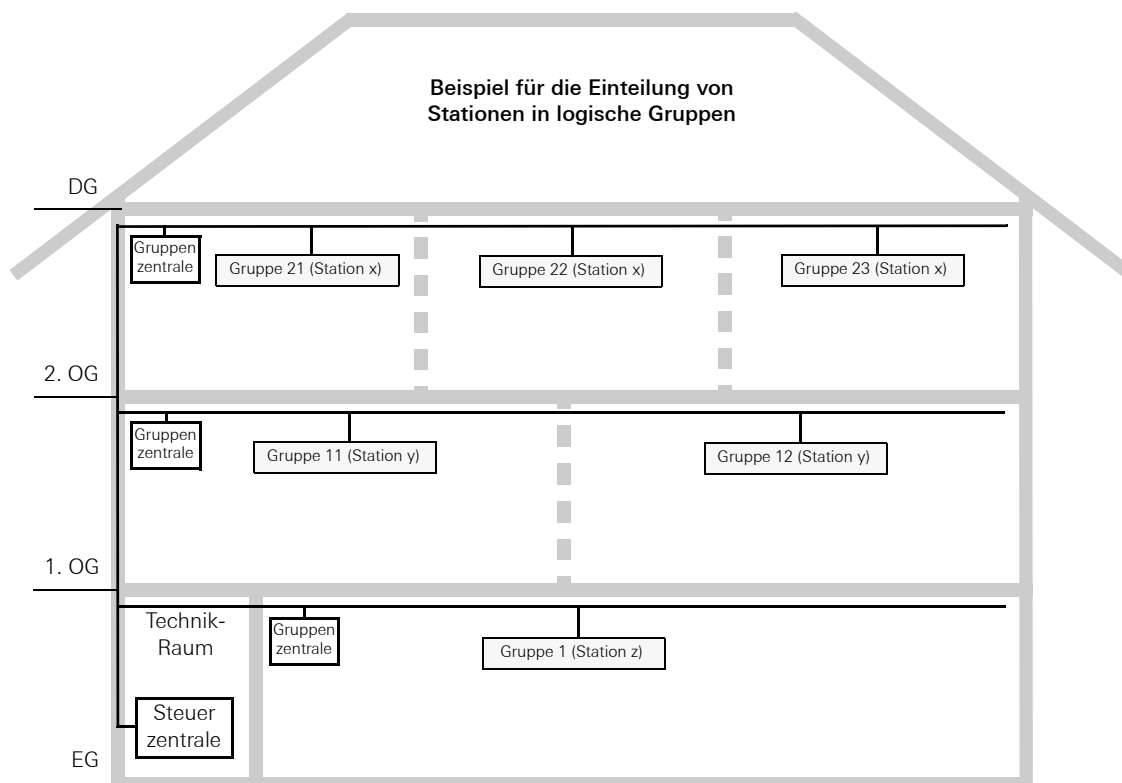 Beispiel für die Einteilung von
Stationen in logische Gruppen
DG
Gruppen
zentrale
Gruppe 21 (Station x)
Gruppe 22 (Station x)
Gruppe 23 (Station x)
2. OG
Gruppen
zentrale
Gruppe 11 (Station y)
Gruppe 12 (Station y)
1. OG
Technik-
Raum
Gruppen
zentrale
Gruppe 1 (Station z)
Steuer
zentrale
EG